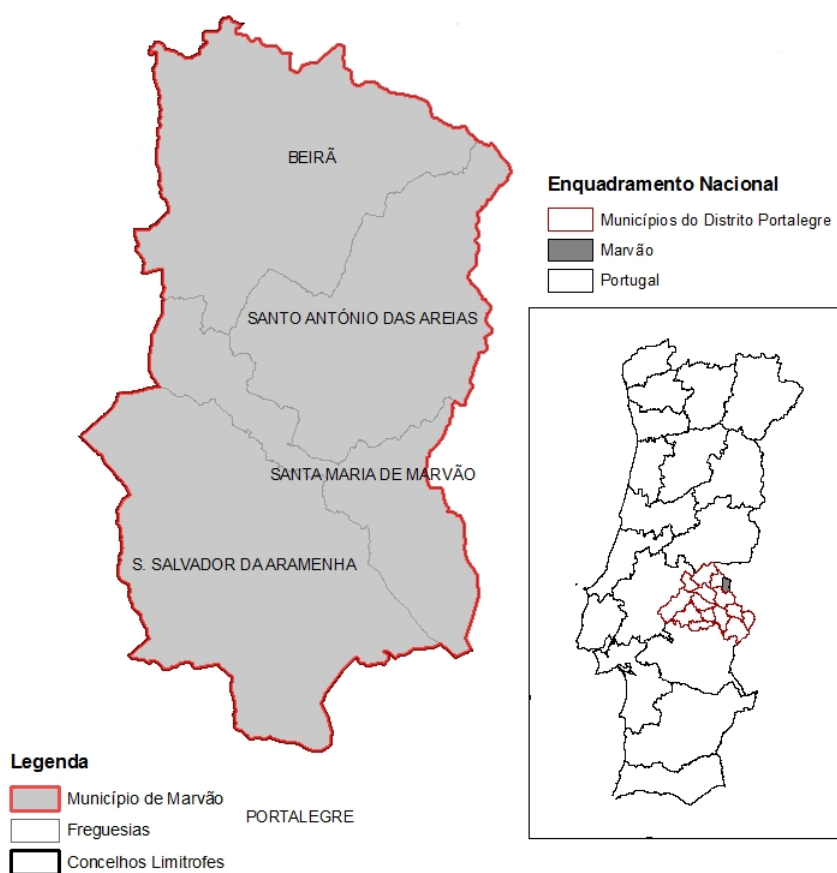 BEIRÃ
SANTO ANTÓNIO DAS AREIAS
SANTA MARIA DE MARVÃO
S. SALVADOR DA ARAMENHA
PORTALEGRE
Legenda
Município de Marvão
Freguesias
Concelhos Limitrofes
Enquadramento Nacional
Municípios do Distrito Portalegre
Marvão
Portugal